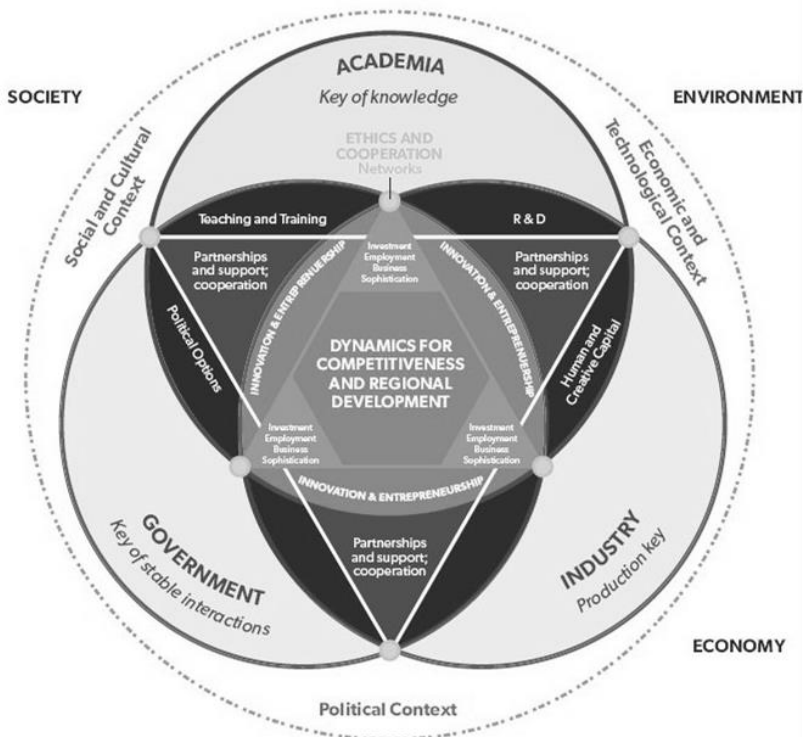 ACADEMIA
Key of knowledge
SOCIETY
ENVIRONMENT
Social and Cultural
Context
Economic and
Technological Context
ETHICS AND
COOPERATION
Networks
Teaching and Training
R & D
Partnerships
and support;
cooperation
Investment
Employment
Business
Sophistication
Partnerships
and support;
cooperation
INNOVATION & ENTREPRENUERSHIP
INNOVATION & ENTREPRENUERSHIP
Political Options
Human and
Creative Capital
DYNAMICS FOR
COMPETITIVENESS
AND REGIONAL
DEVELOPMENT
Investment
Employment
Business
Sophistication
Investment
Employment
Business
Sophistication
INNOVATION & ENTREPRENEURSHIP
GOVERNMENT
Key of stable interactions
Partnerships
and support;
cooperation
INDUSTRY
Production key
ECONOMY
Political Context